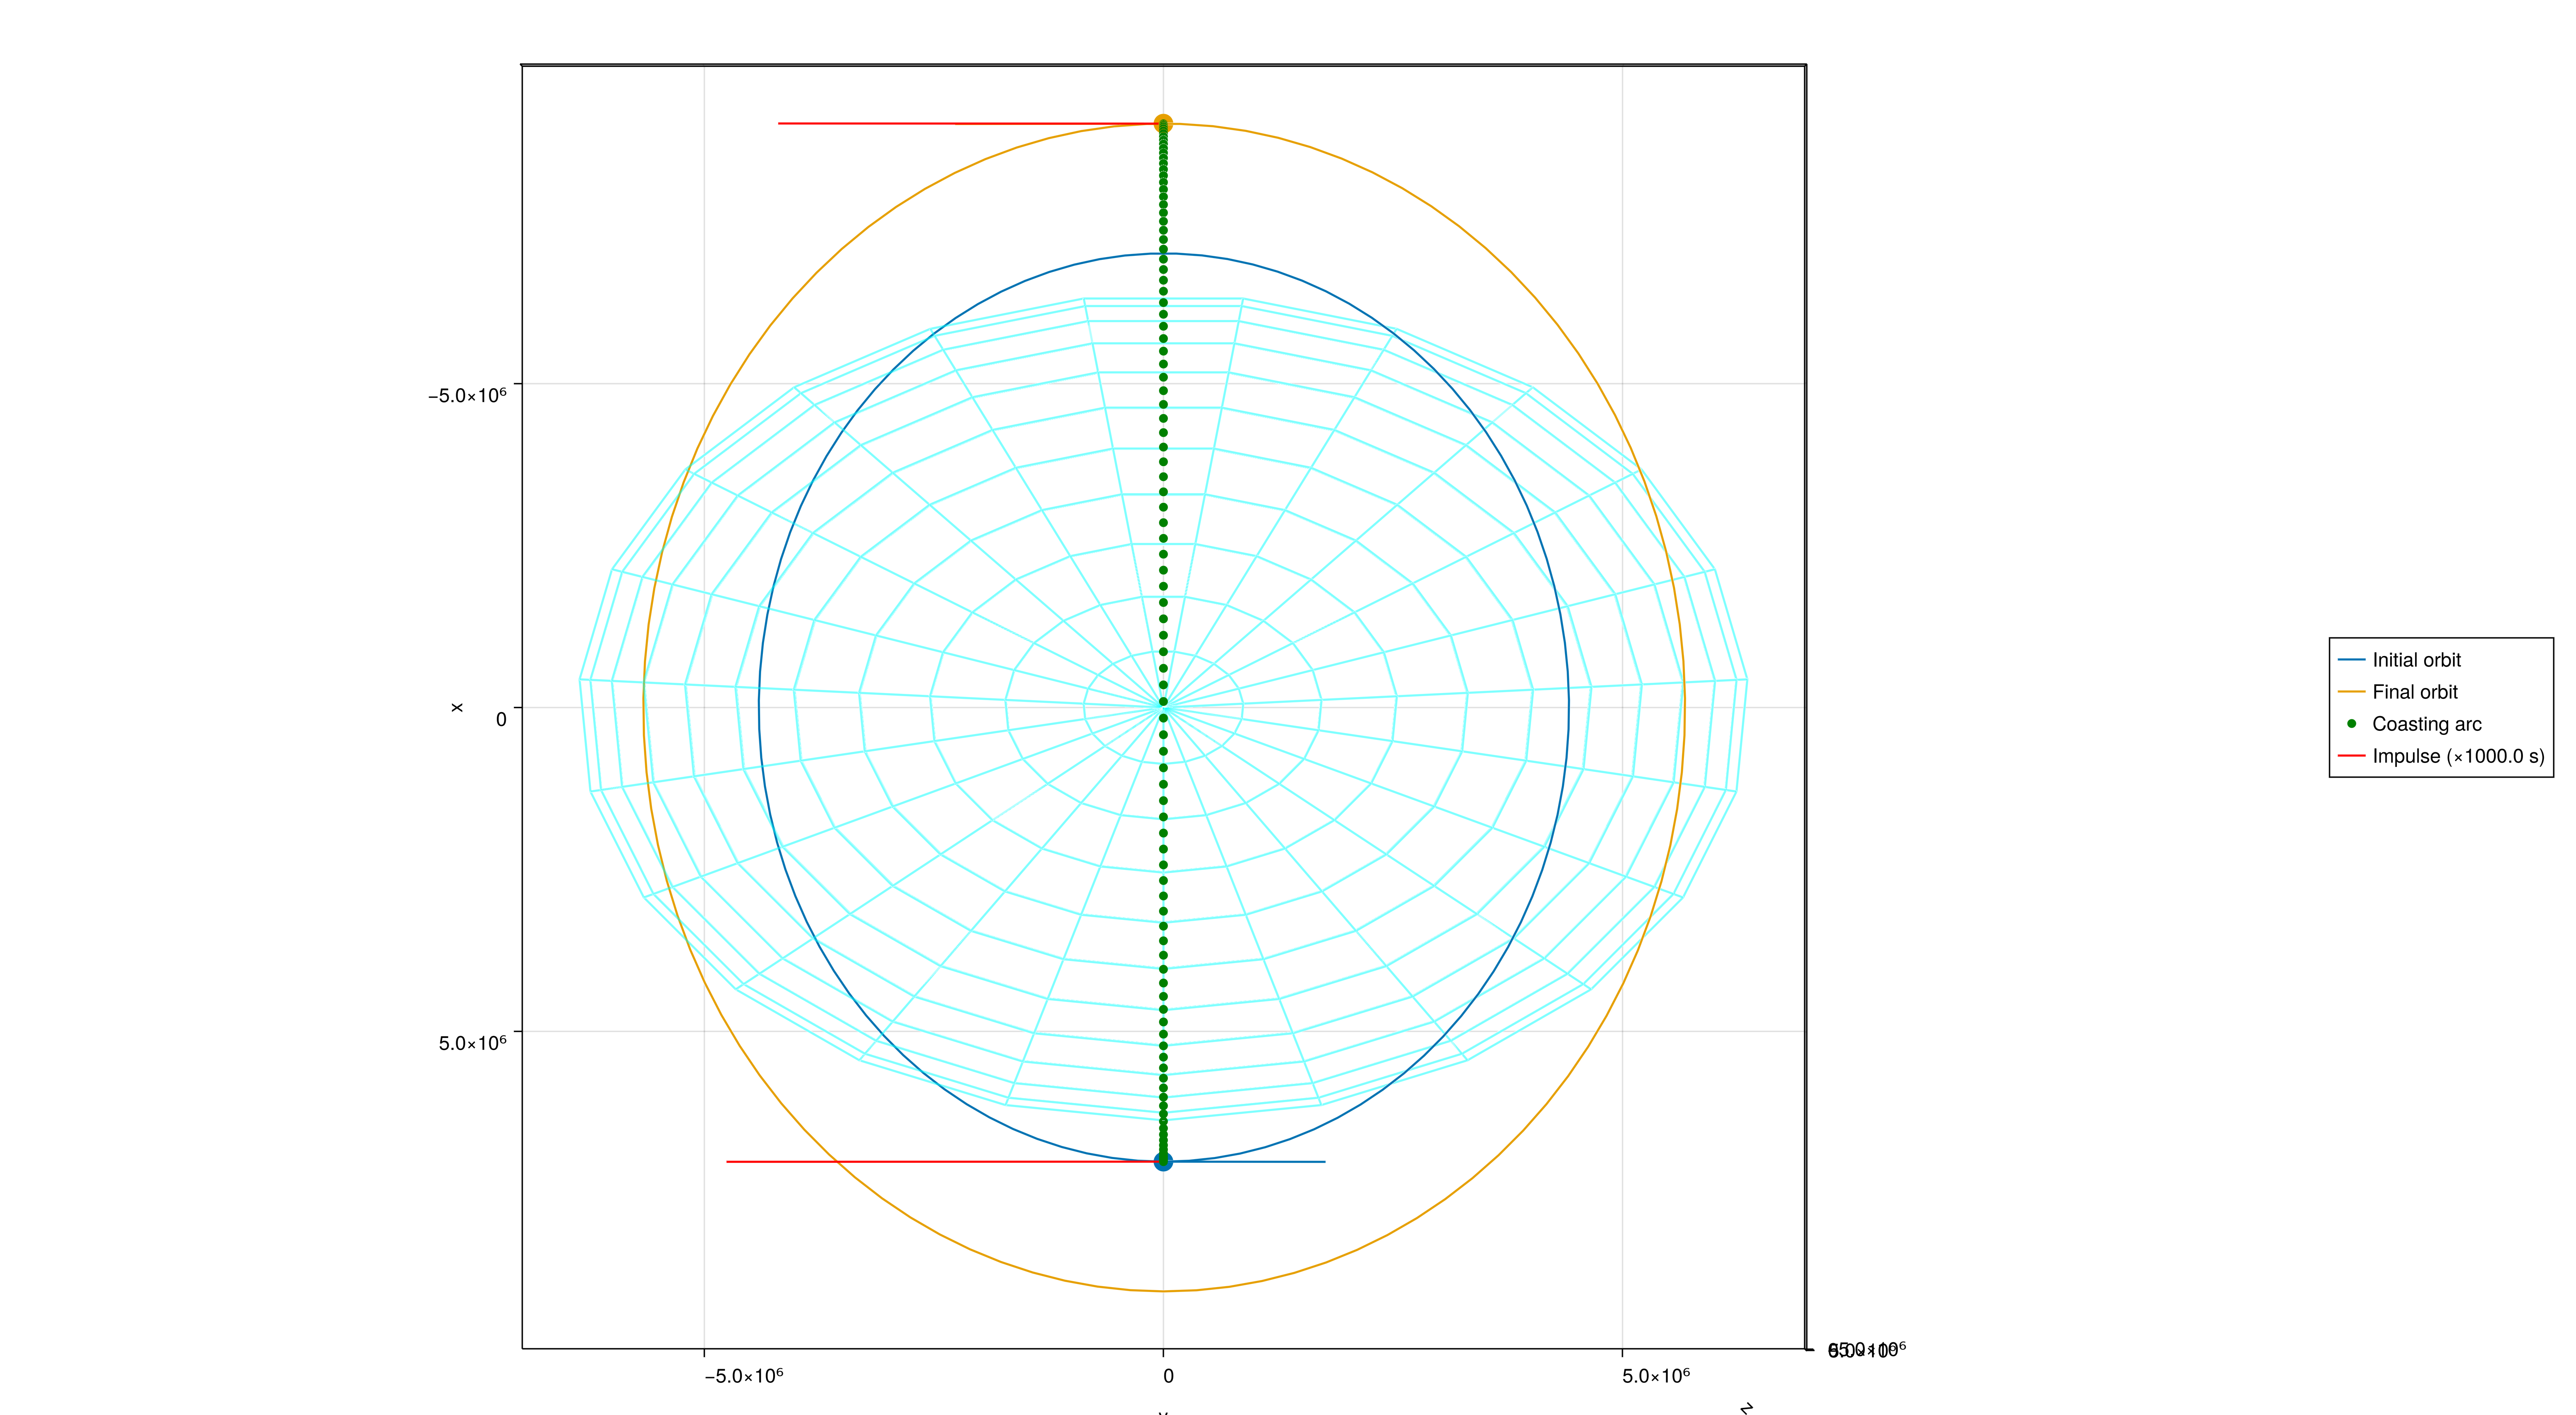 −5.0×10⁶
x
0
5.0×10⁶
−5.0×10⁶
0
5.0×10⁶
z
Initial orbit
Final orbit
Coasting arc
Impulse (×1000.0 s)